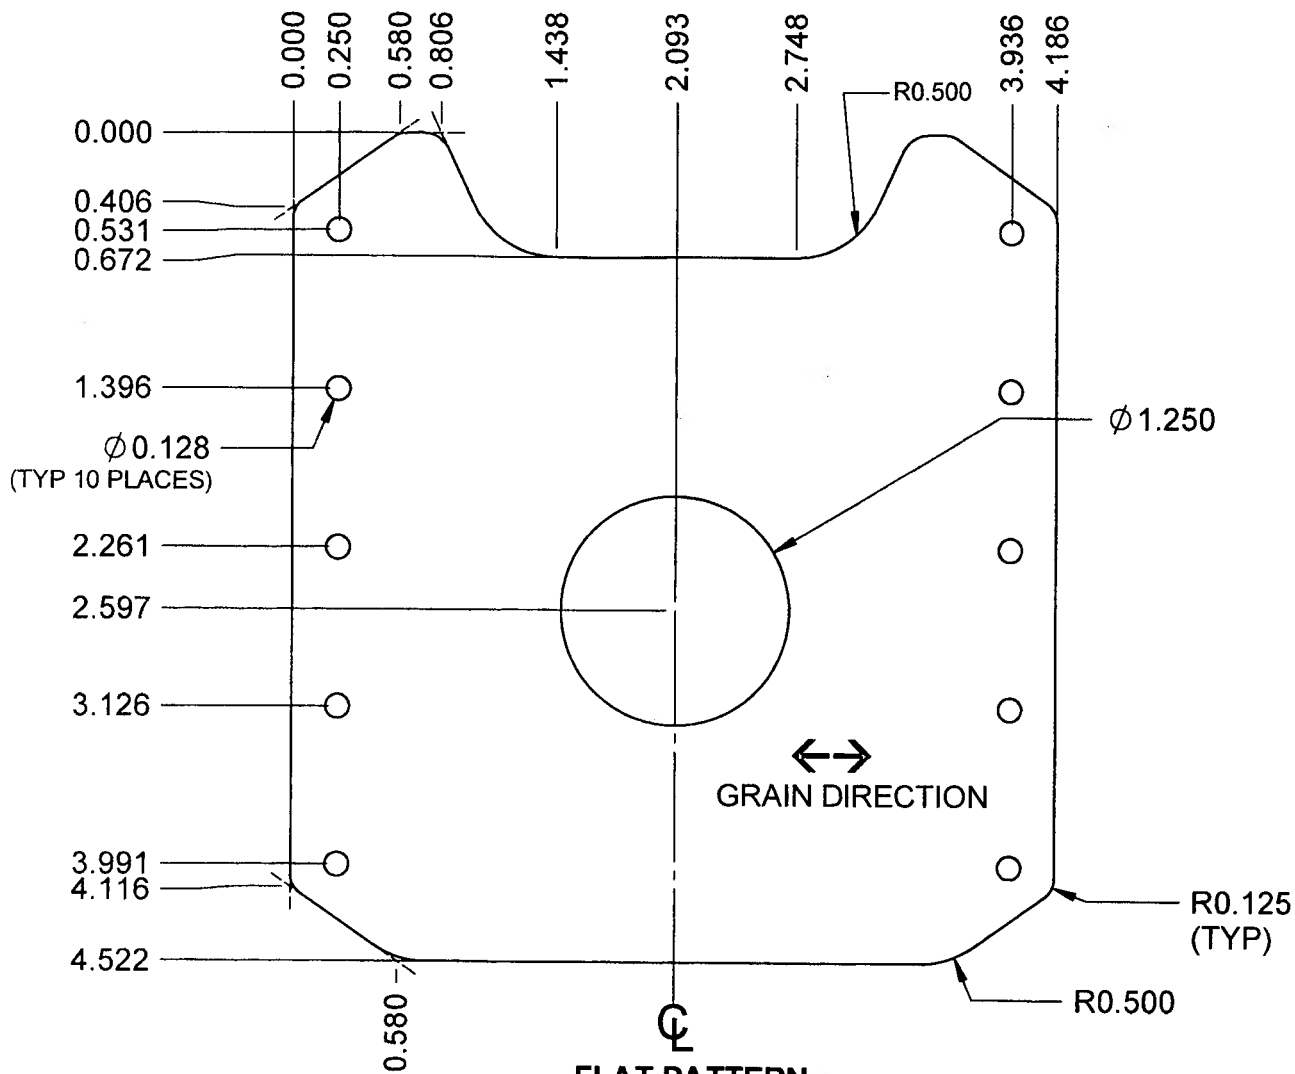 0.000
0.250
0.580
0.806
1.438
2.093
2.748
3.936
4.186
R0.500
0.000
0.406
0.531
0.672
1.396
∅0.128
(TYP 10 PLACES)
∅1.250
2.261
2.597
3.126
GRAIN DIRECTION
3.991
4.116
R0.125
(TYP)
4.522
R0.500
0.580
CL
FLAT PATTERN